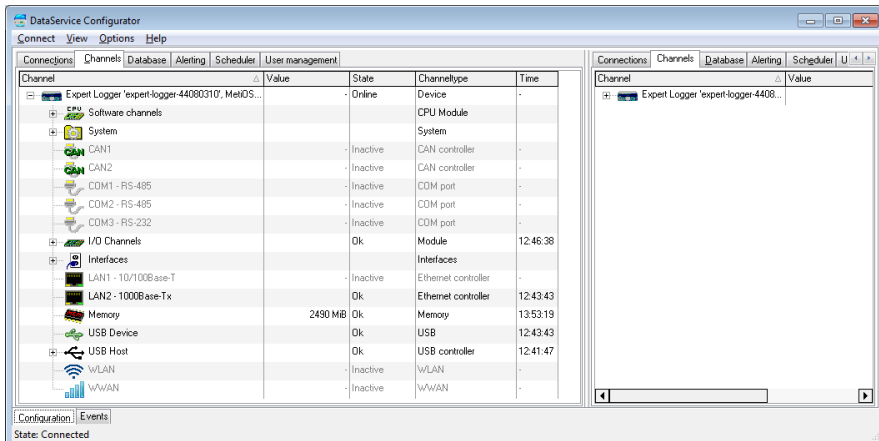 DataService Configurator
Connect View Options Help
Connections Channels Database Alerting Scheduler User management
Channel Value State Channeltype Time
Expert Logger 'expert-logger-44080310', MetiOS... - Online Device -
Software channels CPU Module
System System
CAN1 - Inactive CAN controller -
CAN2 - Inactive CAN controller -
COM1 - RS-485 - Inactive COM port -
COM2 - RS-485 - Inactive COM port -
COM3 - RS-232 - Inactive COM port -
I/O Channels Ok Module 12:46:38
Interfaces Interfaces
LAN1 - 10/100Base-T - Inactive Ethernet controller -
LAN2 - 1000Base-Tx Ok Ethernet controller 12:43:43
Memory 2490 MiB Ok Memory 13:53:19
USB Device Ok USB 12:43:43
USB Host Ok USB controller 12:41:47
WLAN - Inactive WLAN -
WWAN - Inactive WWAN -
Connections Channels Database Alerting Scheduler U
Channel Value
Expert Logger 'expert-logger-4408...
Configuration Events
State: Connected